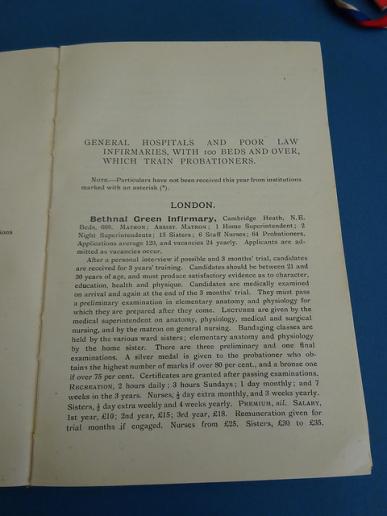 GENERAL HOSPITALS AND POOR LAW
INFIRMARIES, WITH 100 BEDS AND OVER,
WHICH TRAIN PROBATIONERS.
NOTE.—Particulars have not been received this year from institutions
marked with an asterisk (*).
LONDON.
Bethnal Green Infirmary, Cambridge Heath, N.E.
Beds, 669. MATRON; ASSIST. MATRON; 1 Home Superintendent; 2
Night Superintendents; 13 Sisters; 6 Staff Nurses; 64 Probationers.
Applications average 120, and vacancies 24 yearly. Applicants are ad-
mitted as vacancies occur.
After a personal interview if possible and 3 months' trial, candidates
are received for 3 years' training. Candidates should be between 21 and
30 years of age, and must produce satisfactory evidence as to character,
education, health and physique. Candidates are medically examined
on arrival and again at the end of the 3 months' trial. They must pass
a preliminary examination in elementary anatomy and physiology for
which they are prepared after they come. LECTURES are given by the
medical superintendent on anatomy, physiology, medical and surgical
nursing, and by the matron on general nursing. Bandaging classes are
held by the various ward sisters; elementary anatomy and physiology
by the home sister. There are three preliminary and one final
examinations. A silver medal is given to the probationer who ob-
tains the highest number of marks if over 80 per cent., and a bronze one
if over 75 per cent. Certificates are granted after passing examinations.
RECREATION, 2 hours daily; 3 hours Sundays; 1 day monthly; and 7
weeks in the 3 years. Nurses, ½ day extra monthly, and 3 weeks yearly.
Sisters, ½ day extra weekly and 4 weeks yearly. PREMIUM, nil. SALARY,
1st year, £10; 2nd year, £15; 3rd year, £18. Remuneration given for
trial months if engaged. Nurses from £25. Sisters, £30 to £35.